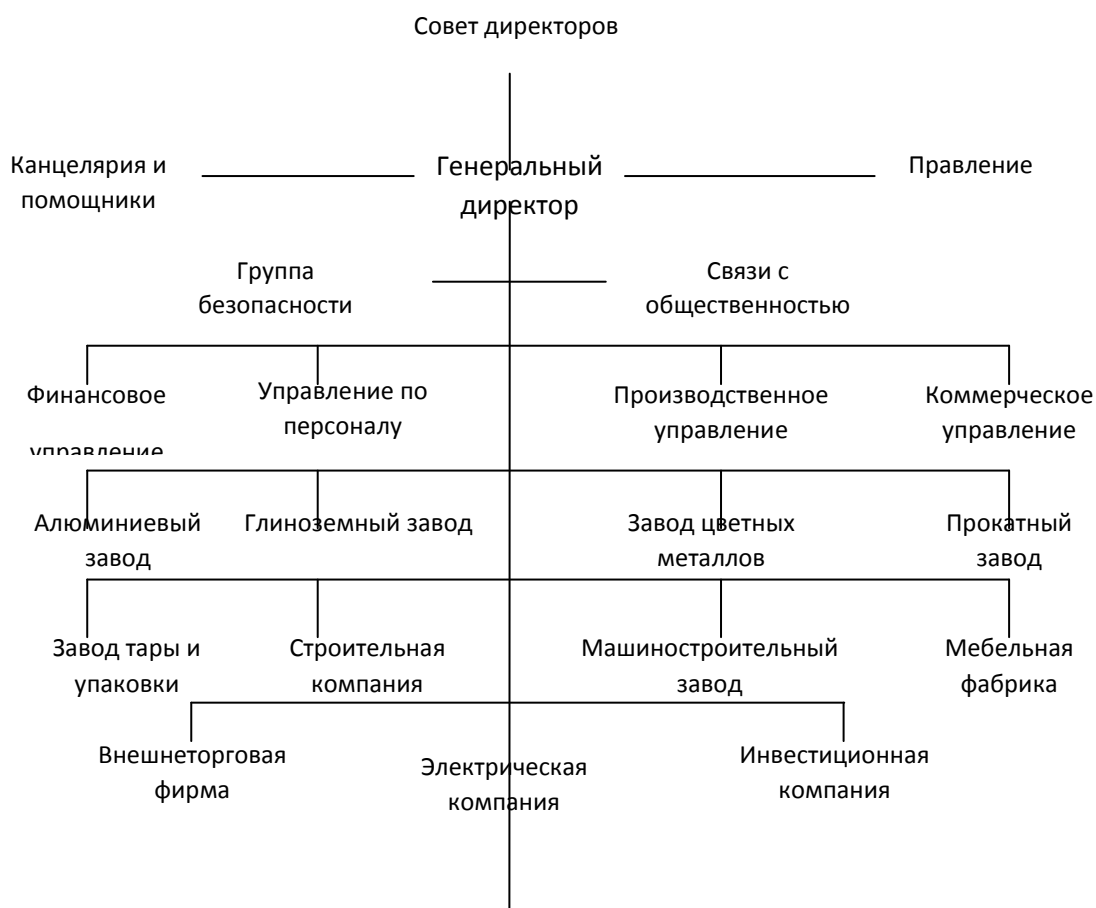 Совет директоров
Канцелярия и
помощники
Генеральный
директор
Правление
Группа
безопасности
Связи с
общественностью
Финансовое
управление
Управление по
персоналу
Производственное
управление
Коммерческое
управление
Алюминиевый
завод
Глиноземный завод
Завод цветных
металлов
Прокатный
завод
Завод тары и
упаковки
Строительная
компания
Машиностроительный
завод
Мебельная
фабрика
Внешнеторговая
фирма
Электрическая
компания
Инвестиционная
компания